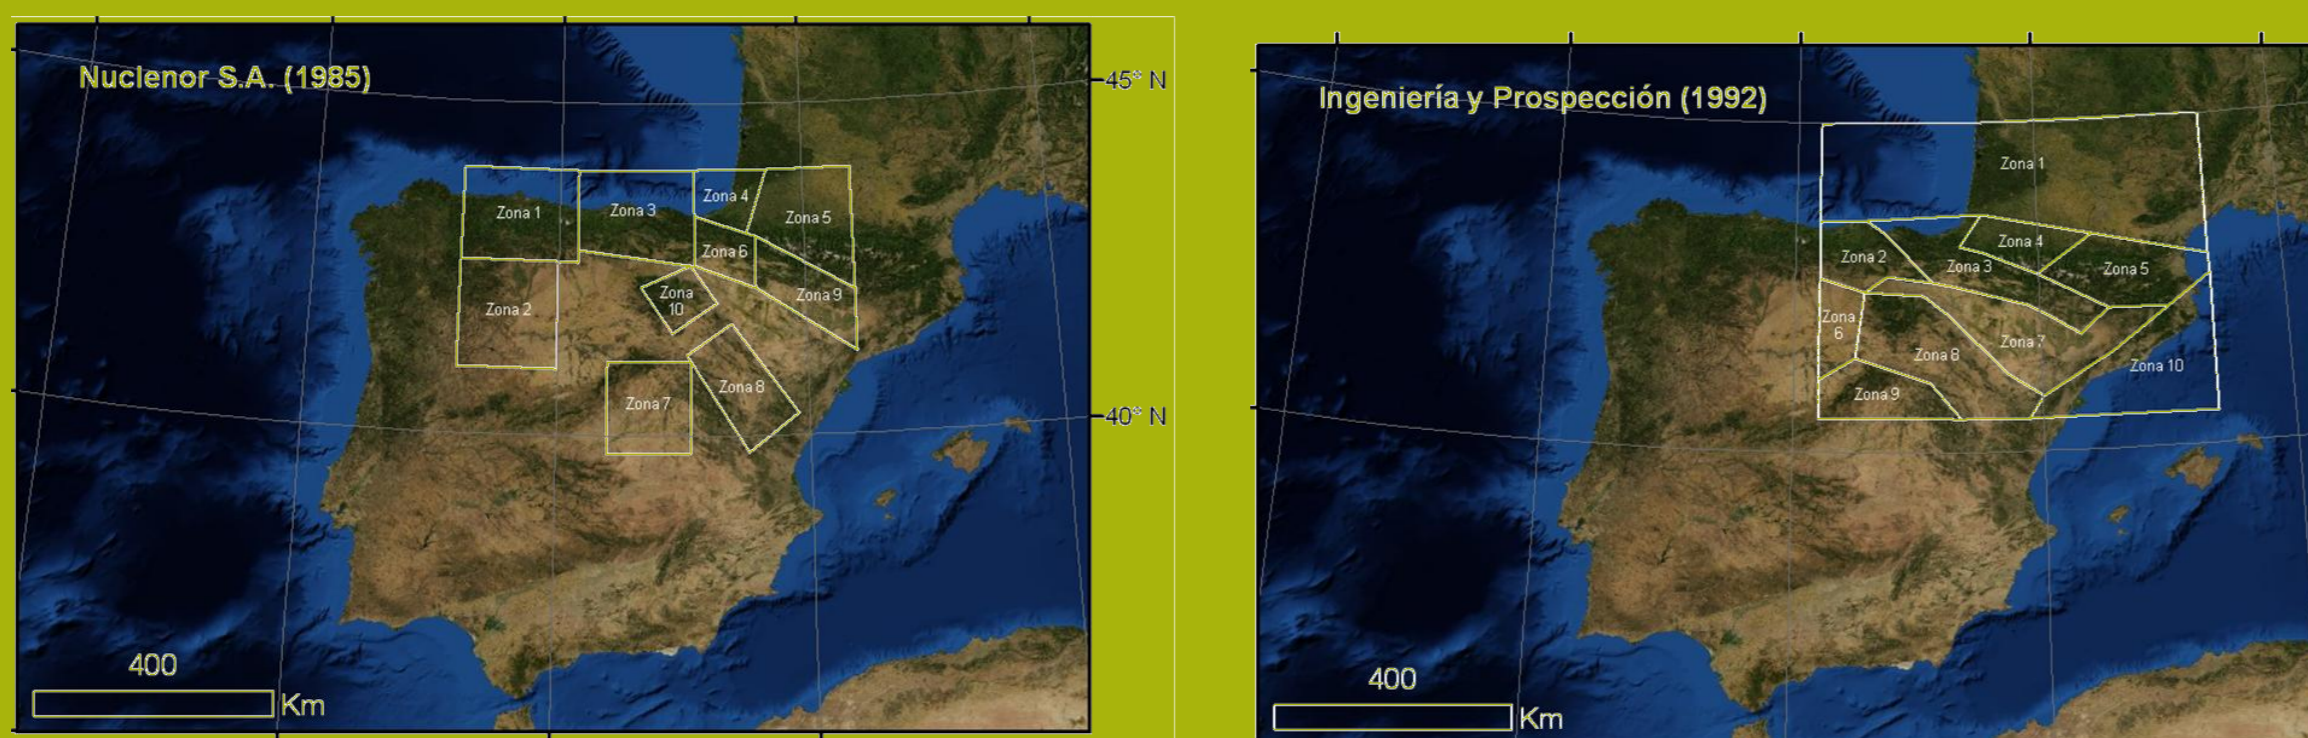 Nuclenor S.A. (1985)
45° N
Zona 1
Zona 3
Zona 4
Zona 5
Zona 6
Zona 2
Zona
10
Zona 9
Zona 7
Zona 8
40° N
400
Km
Ingeniería y Prospección (1992)
Zona 1
Zona 2
Zona 3
Zona 4
Zona 5
Zona
6
Zona 7
Zona 8
Zona 9
Zona 10
400
Km